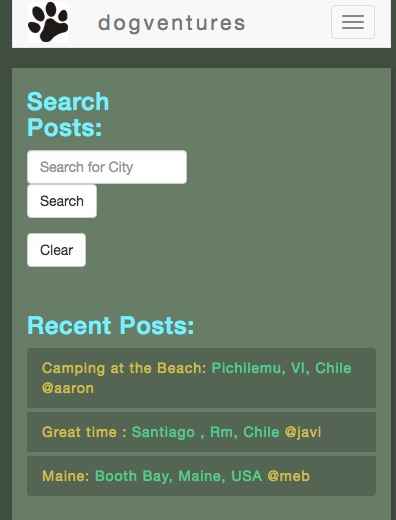 dogventures
Search
Posts:
Search for City
Search
Clear
Recent Posts:
Camping at the Beach: Pichilemu, VI, Chile
@aaron
Great time : Santiago , Rm, Chile @javi
Maine: Booth Bay, Maine, USA @meb